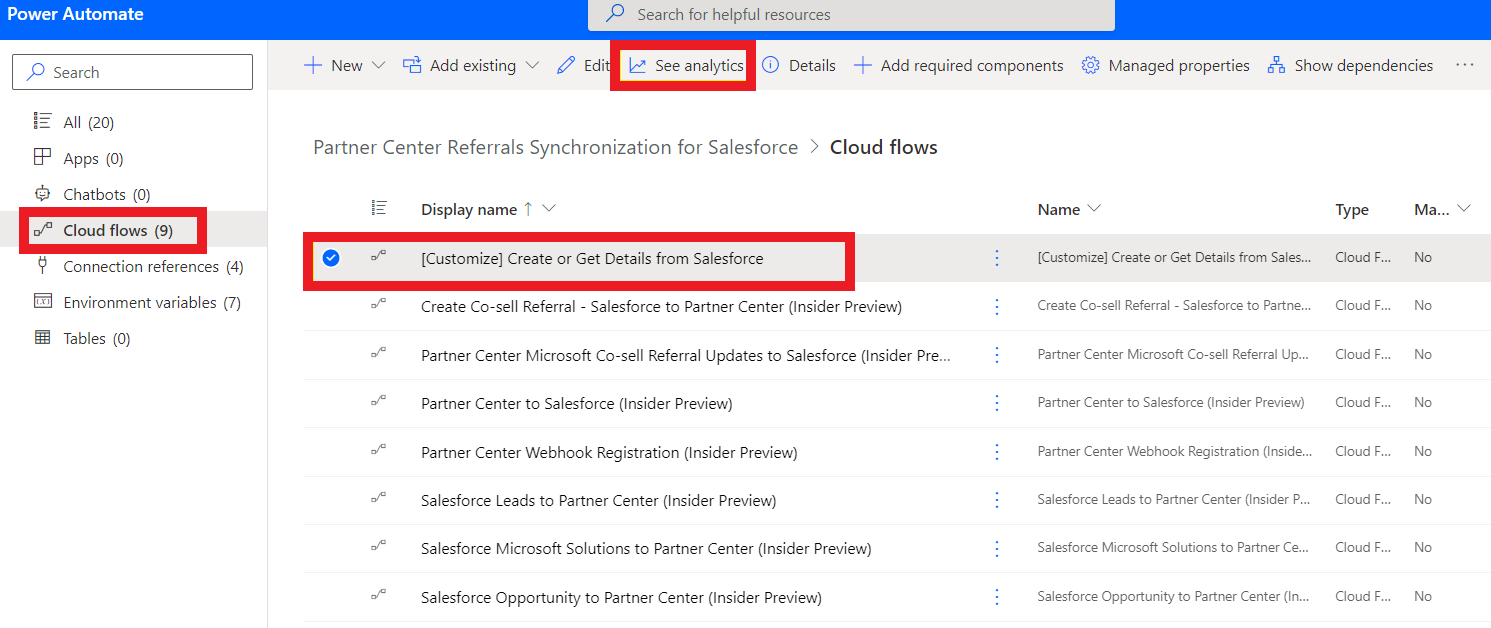 Power Automate
Search for helpful resources
Search
New
Add existing
Edit
See analytics
Details
Add required components
Managed properties
Show dependencies
...
All (20)
Apps (0)
Chatbots (0)
Cloud flows (9)
Connection references (4)
Environment variables (7)
Tables (0)
Partner Center Referrals Synchronization for Salesforce > Cloud flows
Display name ↑ Name Type Ma...
[Customize] Create or Get Details from Salesforce [Customize] Create or Get Details from Sales... Cloud F... No
Create Co-sell Referral - Salesforce to Partner Center (Insider Preview) Create Co-sell Referral - Salesforce to Partne... Cloud F... No
Partner Center Microsoft Co-sell Referral Updates to Salesforce (Insider Pre... Partner Center Microsoft Co-sell Referral Up... Cloud F... No
Partner Center to Salesforce (Insider Preview) Partner Center to Salesforce (Insider Preview) Cloud F... No
Partner Center Webhook Registration (Insider Preview) Partner Center Webhook Registration (Inside... Cloud F... No
Salesforce Leads to Partner Center (Insider Preview) Salesforce Leads to Partner Center (Insider P... Cloud F... No
Salesforce Microsoft Solutions to Partner Center (Insider Preview) Salesforce Microsoft Solutions to Partner Ce... Cloud F... No
Salesforce Opportunity to Partner Center (Insider Preview) Salesforce Opportunity to Partner Center (In... Cloud F... No